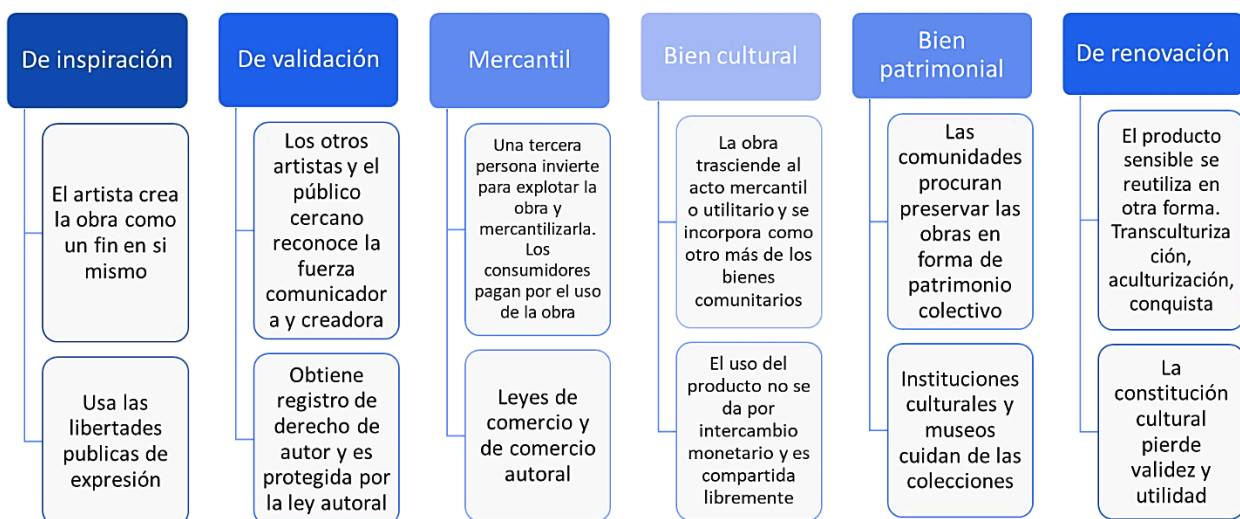 De inspiración
El artista crea
la obra como
un fin en si
mismo
Usa las
libertades
publicas de
expresión
De validación
Los otros
artistas y el
público
cercano
reconoce la
fuerza
comunicador
a y creadora
Obtiene
registro de
derecho de
autor y es
protegida por
la ley autoral
Mercantil
Una tercera
persona invierte
para explotar la
obra y
mercantilizarla.
Los
consumidores
pagan por el uso
de la obra
Leyes de
comercio y
de comercio
autoral
Bien cultural
La obra
trasciende al
acto mercantil
o utilitario y se
incorpora como
otro más de los
bienes
comunitarios
El uso del
producto no se
da por
intercambio
monetario y es
compartida
libremente
Bien
patrimonial
Las
comunidades
procuran
preservar las
obras en
forma de
patrimonio
colectivo
Instituciones
culturales y
museos
cuidan de las
colecciones
De renovación
El producto
sensible se
reutiliza en
otra forma.
Transculturiza
ción,
aculturización,
conquista
La
constitución
cultural
pierde
validez y
utilidad